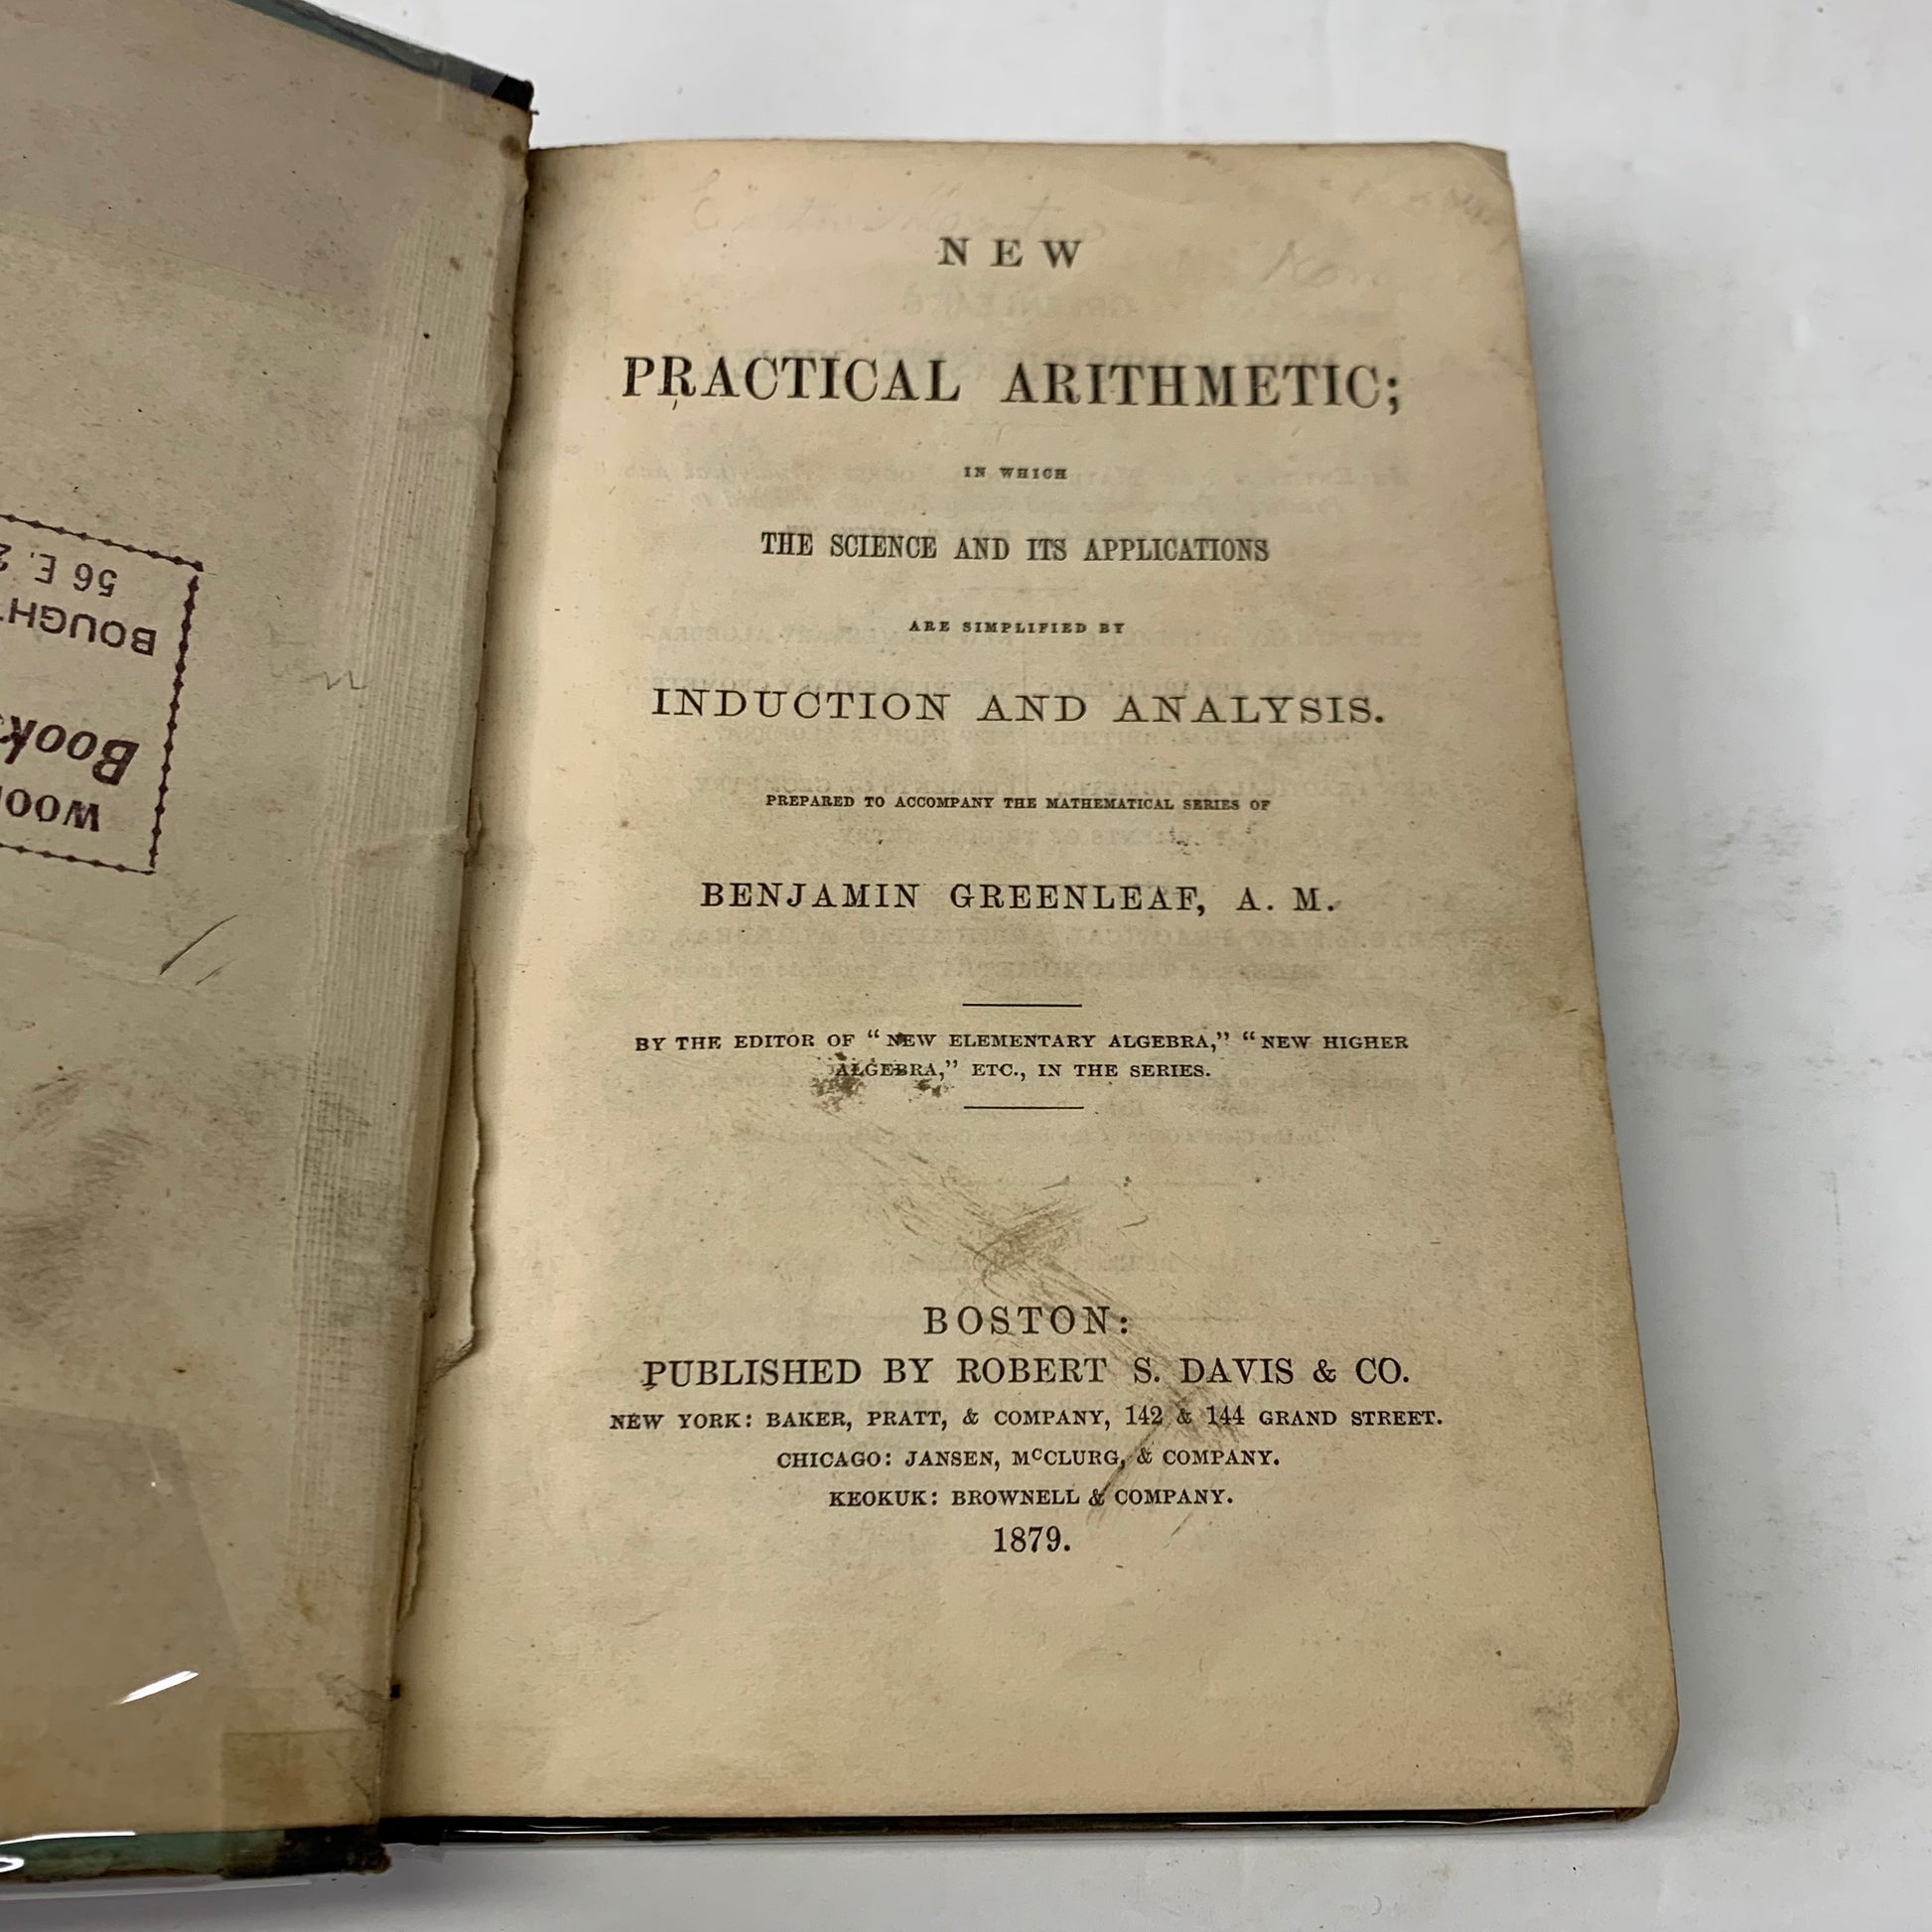 NEW
PRACTICAL ARITHMETIC;
IN WHICH
THE SCIENCE AND ITS APPLICATIONS
ARE SIMPLIFIED BY
INDUCTION AND ANALYSIS.
PREPARED TO ACCOMPANY THE MATHEMATICAL SERIES OF
BENJAMIN GREENLEAF, A. M.
BY THE EDITOR OF "NEW ELEMENTARY ALGEBRA," "NEW HIGHER
ALGEBRA," ETC., IN THE SERIES.
BOSTON:
PUBLISHED BY ROBERT S. DAVIS & CO.
NEW YORK: BAKER, PRATT, & COMPANY, 142 & 144 GRAND STREET.
CHICAGO: JANSEN, McCLURG, & COMPANY.
KEOKUK: BROWNELL & COMPANY.
1879.
Book
56 E.